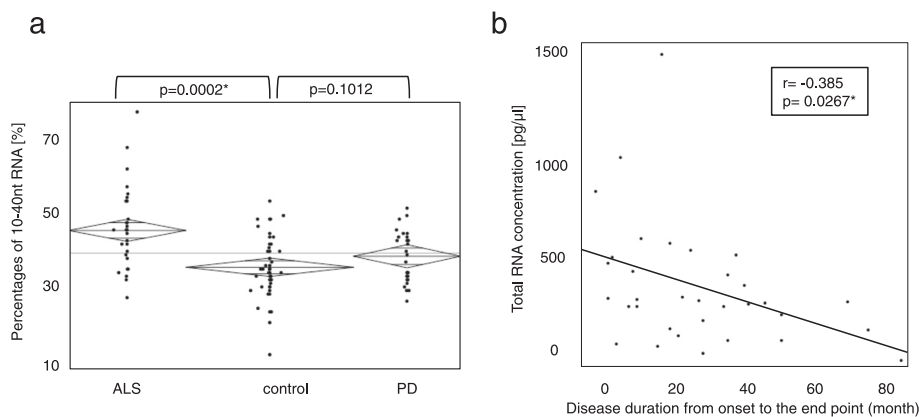 a
p=0.0002*
p=0.1012
Percentages of 10-40nt RNA [%]
70
50
30
10
ALS
control
PD
b
r= -0.385
p= 0.0267*
Total RNA concentration [pg/μl]
1500
1000
500
0
0
20
40
60
80
Disease duration from onset to the end point (month)